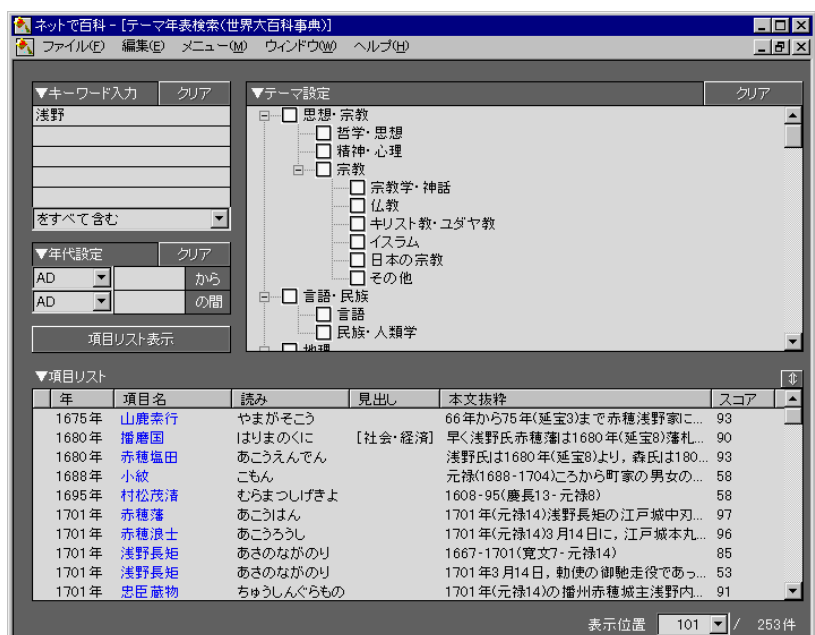 ネットで百科 - [テーマ年表検索(世界大百科事典)]
ファイル(F) 編集(E) メニュー(M) ウィンドウ(W) ヘルプ(H)
▼キーワード入力 クリア
浅野
をすべて含む
▼年代設定 クリア
AD から
AD の間
項目リスト表示
▼テーマ設定 クリア
思想・宗教
哲学・思想
精神・心理
宗教
宗教学・神話
仏教
キリスト教・ユダヤ教
イスラム
日本の宗教
その他
言語・民族
言語
民族・人類学
地理
▼項目リスト
年 項目名 読み 見出し 本文抜粋 スコア
1675年 山鹿素行 やまがそこう 66年から75年(延宝3)まで赤穂浅野家に... 93
1680年 播磨国 はりまのくに [社会・経済] 早く浅野氏赤穂藩は1680年(延宝8)藩札... 90
1680年 赤穂塩田 あこうえんでん 浅野氏は1680年(延宝8)より，森氏は180... 93
1688年 小紋 こもん 元禄(1688-1704)ころから町家の男女の... 58
1695年 村松茂清 むらまつしげきよ 1608-95(慶長13-元禄8) 58
1701年 赤穂藩 あこうはん 1701年(元禄14)浅野長矩の江戸城中刃... 97
1701年 赤穂浪士 あこうろうし 1701年(元禄14)3月14日に，江戸城本丸... 96
1701年 浅野長矩 あさのながのり 1667-1701(寛文7-元禄14) 85
1701年 浅野長矩 あさのながのり 1701年3月14日，勅使の御馳走役であっ... 53
1701年 忠臣蔵物 ちゅうしんぐらもの 1701年(元禄14)の播州赤穂城主浅野内... 91
表示位置 101 / 253件